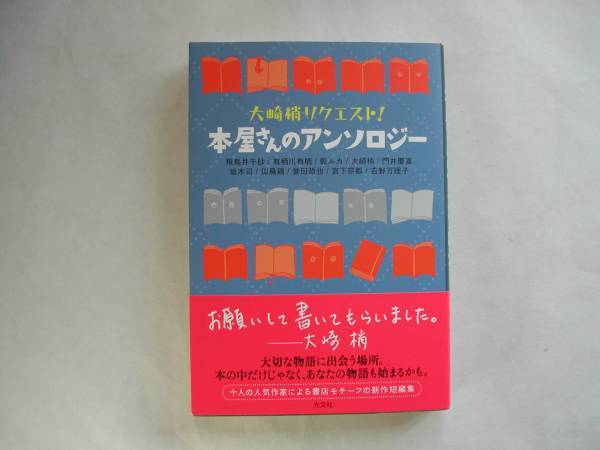 大崎梢リクエスト!
本屋さんのアンソロジー
飛鳥井千砂/有栖川有栖/乾ルカ/大崎梢/門井慶喜
坂木司/似鳥鶏/誉田哲也/宮下奈都/吉野万理子
お願いして書いてもらいました。
——大崎 梢
大切な物語に出会う場所。
本の中だけじゃなく、あなたの物語も始まるかも。
十人の人気作家による書店モチーフの新作短編集
光文社